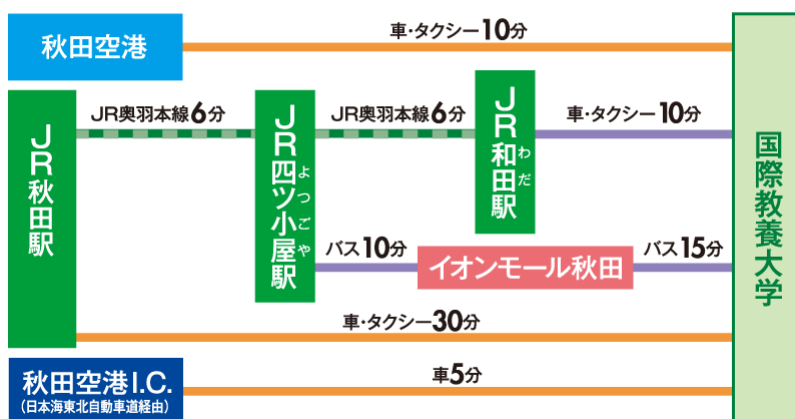 秋田空港
車・タクシー10分
JR秋田駅
JR奥羽本線6分
JR四ツ小屋駅
よつごや
JR奥羽本線6分
JR和田駅
わだ
車・タクシー10分
バス10分
イオンモール秋田
バス15分
車・タクシー30分
秋田空港I.C.
(日本海東北自動車道経由)
車5分
国際教養大学